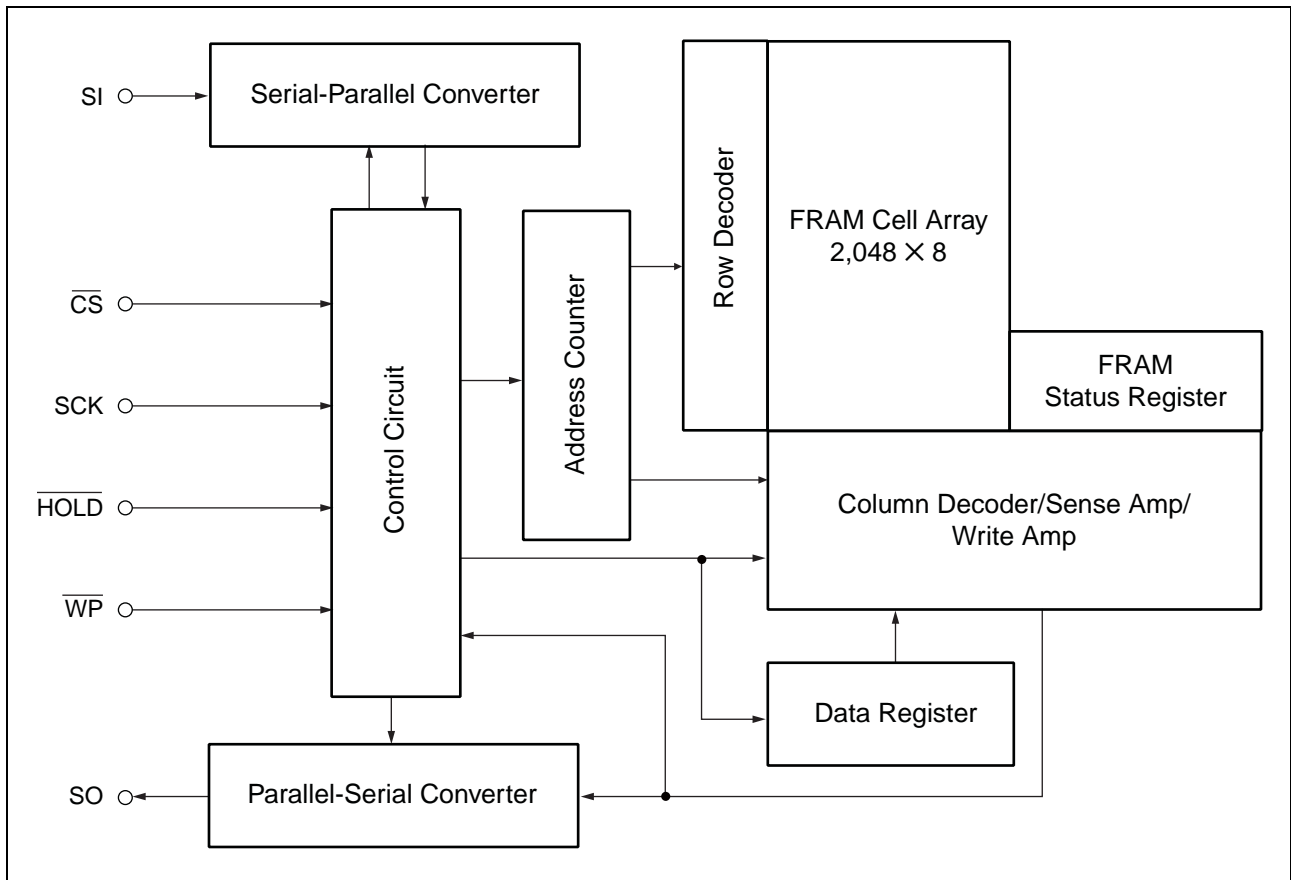 SI
Serial-Parallel Converter
Row Decoder
FRAM Cell Array
2,048 × 8
CS
SCK
HOLD
WP
Control Circuit
Address Counter
FRAM
Status Register
Column Decoder/Sense Amp/
Write Amp
Data Register
SO
Parallel-Serial Converter